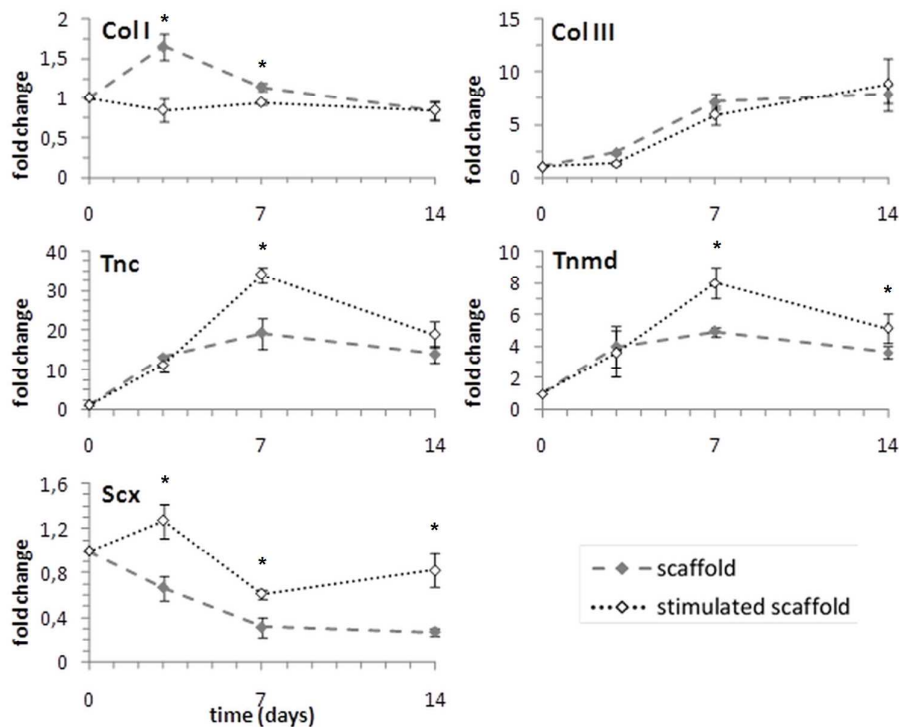 Col I
*
*
2
1,5
1
0,5
0
fold change
0 7 14
Col III
15
10
5
0
fold change
0 7 14
Tnc
*
40
30
20
10
0
fold change
0 7 14
Tnmd
*
*
10
8
6
4
2
0
fold change
0 7 14
Scx
*
*
*
1,6
1,2
0,8
0,4
0
fold change
0 7 14
time (days)
scaffold
stimulated scaffold